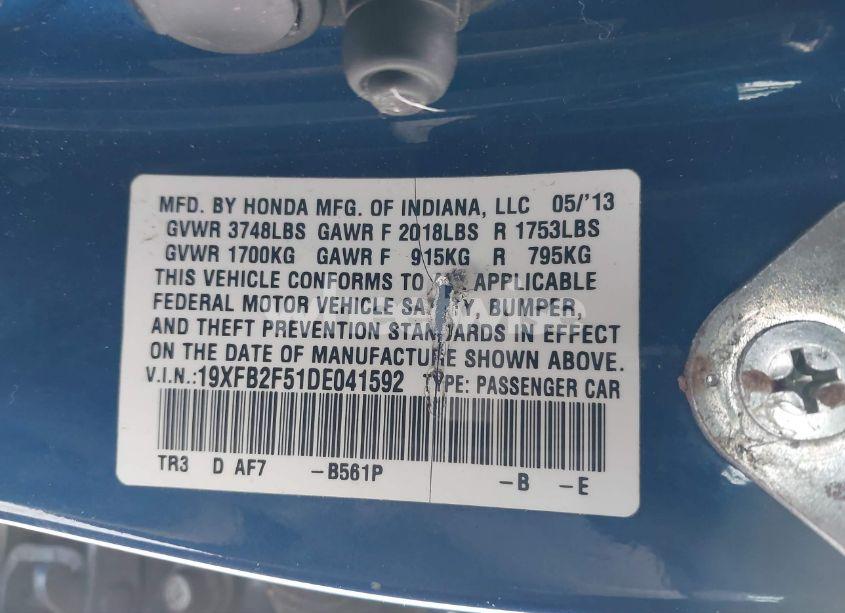 MFD. BY HONDA MFG. OF INDIANA, LLC 05/'13
GVWR 3748LBS GAWR F 2018LBS R 1753LBS
GVWR 1700KG GAWR F 915KG R 795KG
THIS VEHICLE CONFORMS TO APPLICABLE
FEDERAL MOTOR VEHICLE SA Y, BUMPER,
AND THEFT PREVENTION STANDARDS IN EFFECT
ON THE DATE OF MANUFACTURE SHOWN ABOVE.
V.I.N.:19XFB2F51DE041592 TYPE: PASSENGER CAR
TR3 D AF7 -B561P -B -E